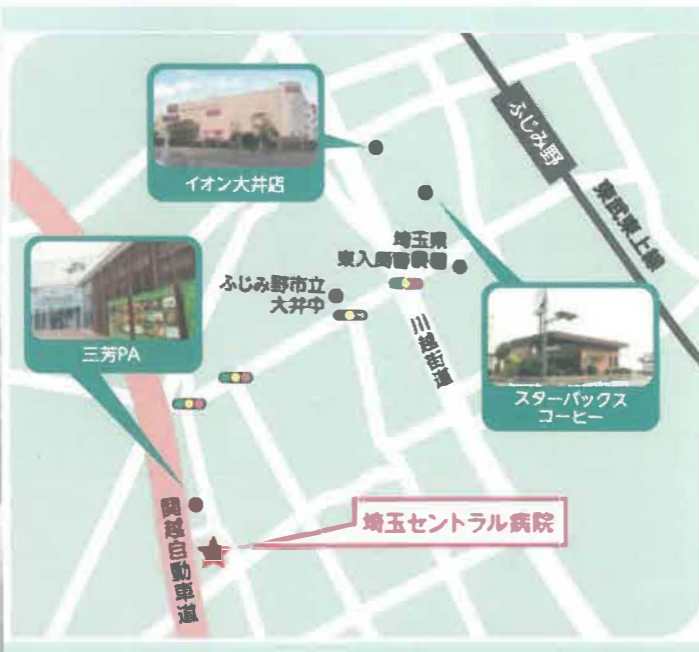 イオン大井店
ふじみ野
東武東上線
埼玉県
東入間警察署
ふじみ野市立
大井中
三芳PA
川越街道
スターバックス
コーヒー
埼玉セントラル病院
関越自動車道